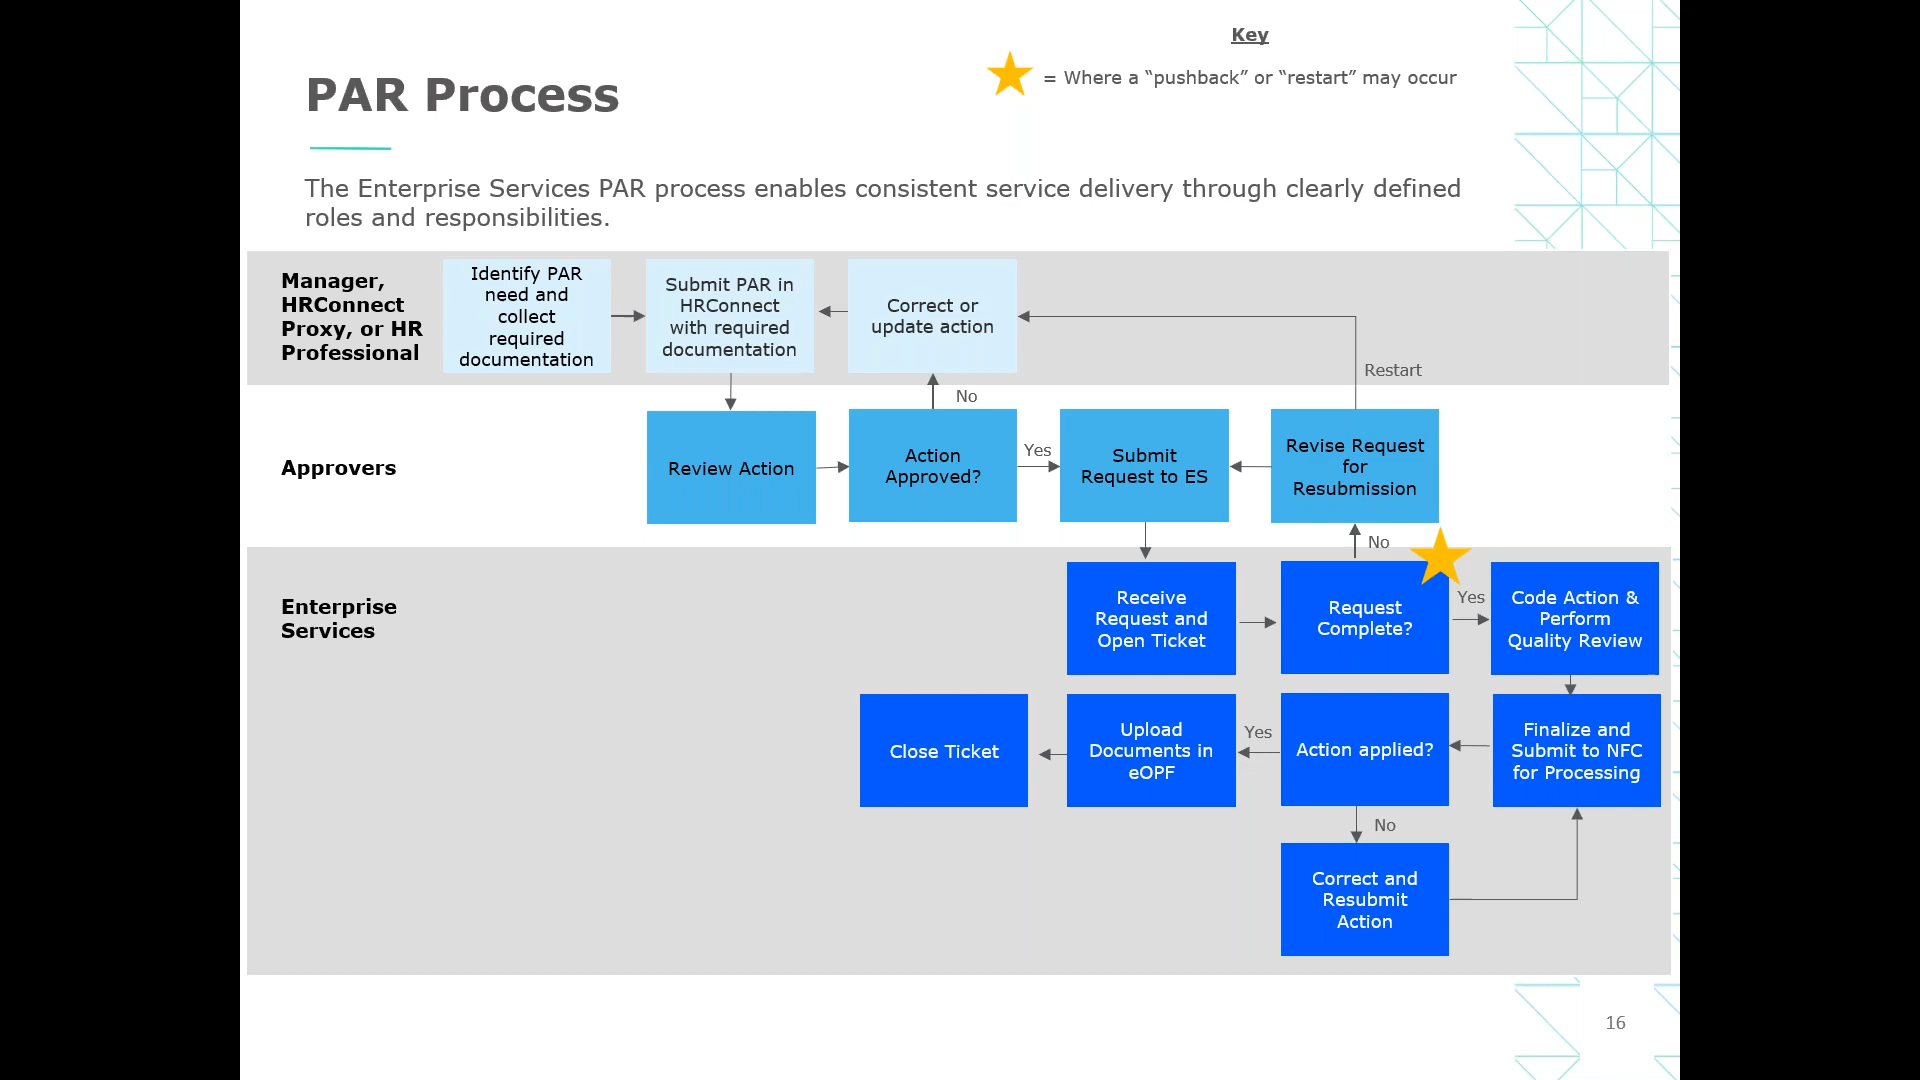 Key
= Where a “pushback” or “restart” may occur
PAR Process
The Enterprise Services PAR process enables consistent service delivery through clearly defined
roles and responsibilities.
Manager,
HRConnect
Proxy, or HR
Professional
Identify PAR
need and
collect
required
documentation
Submit PAR in
HRConnect
with required
documentation
Correct or
update action
Restart
No
Approvers
Review Action
Action
Approved?
Yes
Submit
Request to ES
Revise Request
for
Resubmission
No
Enterprise
Services
Receive
Request and
Open Ticket
Request
Complete?
Yes
Code Action &
Perform
Quality Review
Close Ticket
Upload
Documents in
eOPF
Yes
Action applied?
Finalize and
Submit to NFC
for Processing
No
Correct and
Resubmit
Action
16